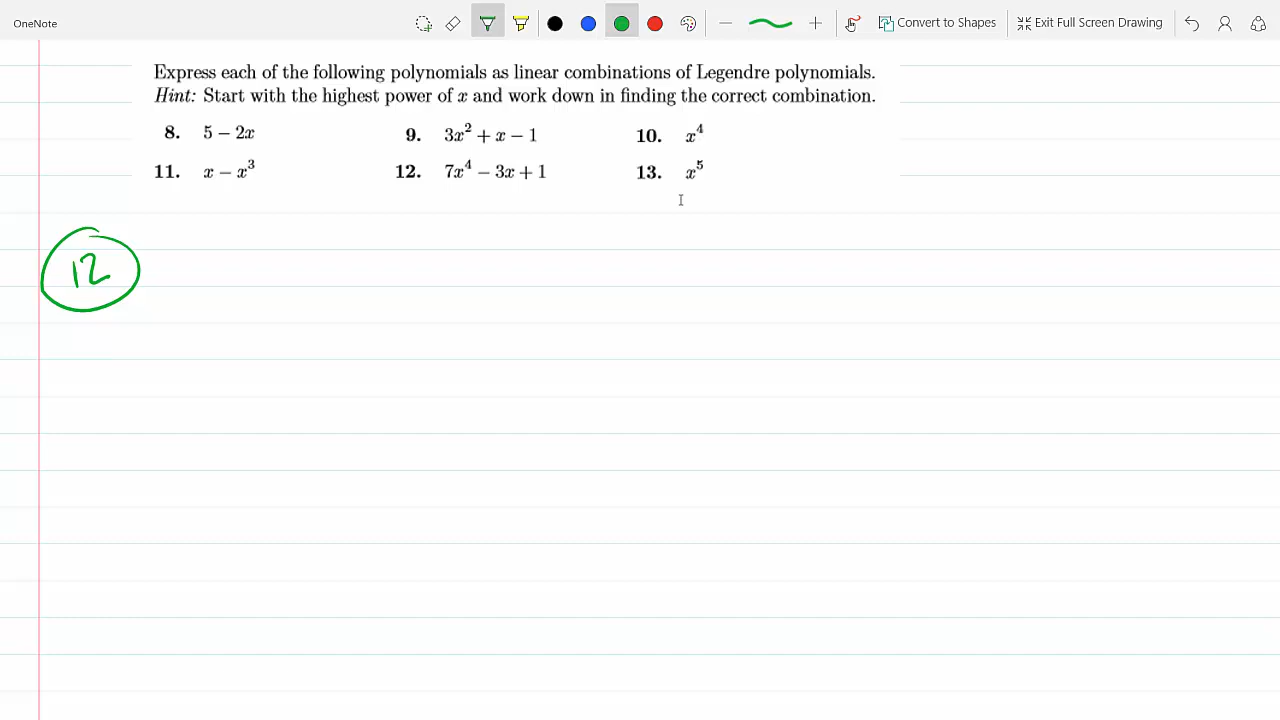 OneNote
Convert to Shapes
Exit Full Screen Drawing
Express each of the following polynomials as linear combinations of Legendre polynomials.
Hint: Start with the highest power of x and work down in finding the correct combination.
8. 5 − 2x 9. 3x² + x − 1 10. x⁴
11. x − x³ 12. 7x⁴ − 3x + 1 13. x⁵
12